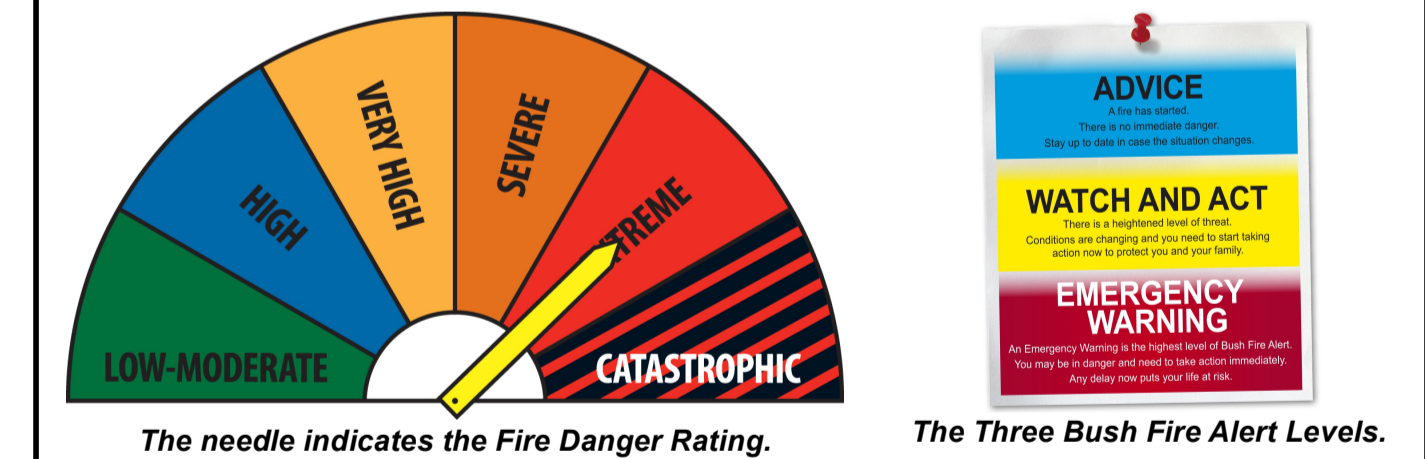 LOW-MODERATE
HIGH
VERY HIGH
SEVERE
TREME
CATASTROPHIC
The needle indicates the Fire Danger Rating.
ADVICE
A fire has started.
There is no immediate danger.
Stay up to date in case the situation changes.
WATCH AND ACT
There is a heightened level of threat.
Conditions are changing and you need to start taking
action now to protect you and your family.
EMERGENCY
WARNING
An Emergency Warning is the highest level of Bush Fire Alert.
You may be in danger and need to take action immediately.
Any delay now puts your life at risk.
The Three Bush Fire Alert Levels.